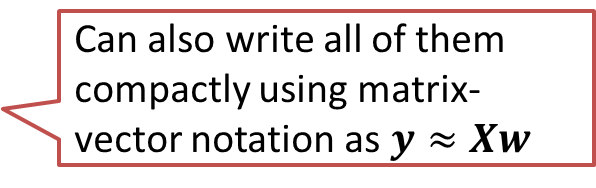 Can also write all of them
compactly using matrix-
vector notation as 𝒚 ≈ 𝑿𝒘